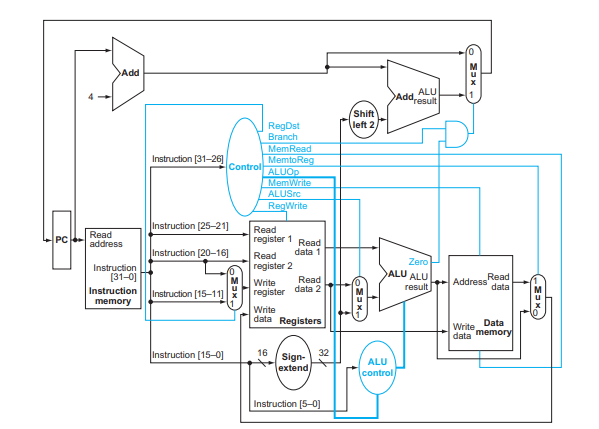 0
M
u
x
1
Add
4
Add
ALU
result
Shift
left 2
RegDst
Branch
MemRead
MemtoReg
ALUOp
MemWrite
ALUSrc
RegWrite
Control
Instruction [31–26]
Instruction [25–21]
Instruction [20–16]
Instruction [15–11]
Instruction [15–0]
Instruction [5–0]
PC
Read
address
Instruction
[31–0]
Instruction
memory
0
M
u
x
1
Read
register 1
Read
register 2
Write
register
Write
data
Read
data 1
Read
data 2
Registers
0
M
u
x
1
Zero
ALU
ALU
result
Address
Read
data
Write
data
Data
memory
1
M
u
x
0
16
Sign-
extend
32
ALU
control